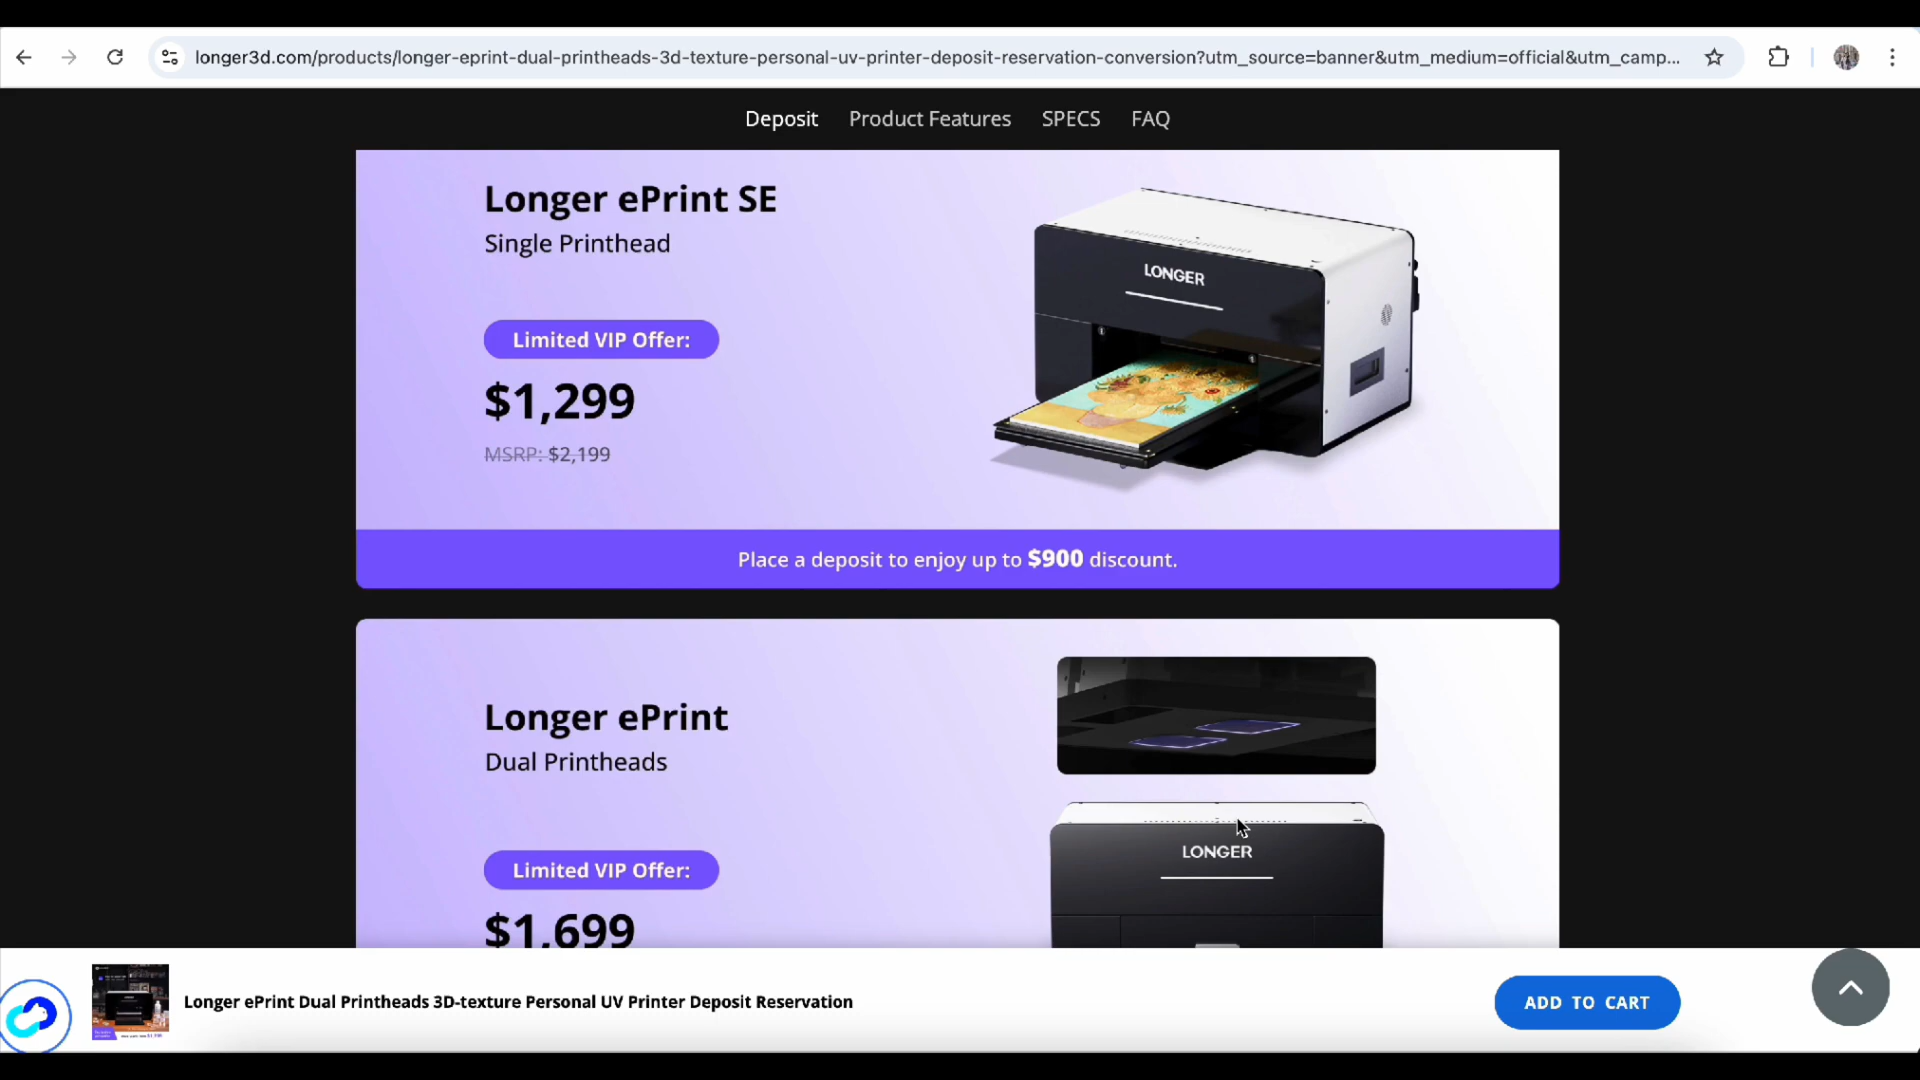 longer3d.com/products/longer-eprint-dual-printheads-3d-texture-personal-uv-printer-deposit-reservation-conversion?utm_source=banner&utm_medium=official&utm_camp...
Deposit Product Features SPECS FAQ
Longer ePrint SE
Single Printhead
Limited VIP Offer:
$1,299
MSRP: $2,199
LONGER
Place a deposit to enjoy up to $900 discount.
Longer ePrint
Dual Printheads
Limited VIP Offer:
$1,699
LONGER
Longer ePrint Dual Printheads 3D-texture Personal UV Printer Deposit Reservation
ADD TO CART